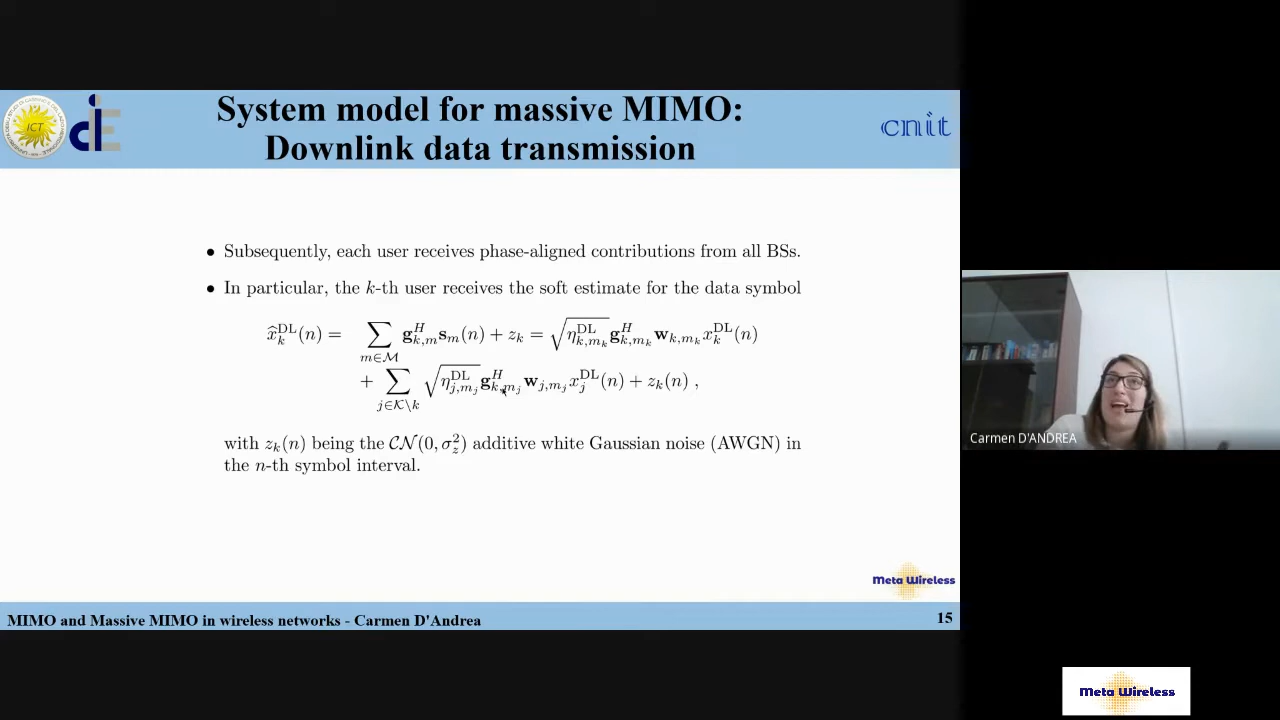 System model for massive MIMO:
Downlink data transmission
ICT
cnit
• Subsequently, each user receives phase-aligned contributions from all BSs.
• In particular, the k-th user receives the soft estimate for the data symbol
x̂_k^{DL}(n) = ∑_{m∈ℳ} g_{k,m}^H s_m(n) + z_k = √(η_{k,m_k}^{DL}) g_{k,m_k}^H w_{k,m_k} x_k^{DL}(n)
+ ∑_{j∈𝒦\k} √(η_{j,m_j}^{DL}) g_{k,m_j}^H w_{j,m_j} x_j^{DL}(n) + z_k(n) ,
with z_k(n) being the 𝒞𝒩(0, σ_z^2) additive white Gaussian noise (AWGN) in
the n-th symbol interval.
Meta Wireless
MIMO and Massive MIMO in wireless networks - Carmen D'Andrea
15
Carmen D'ANDREA
Meta Wireless